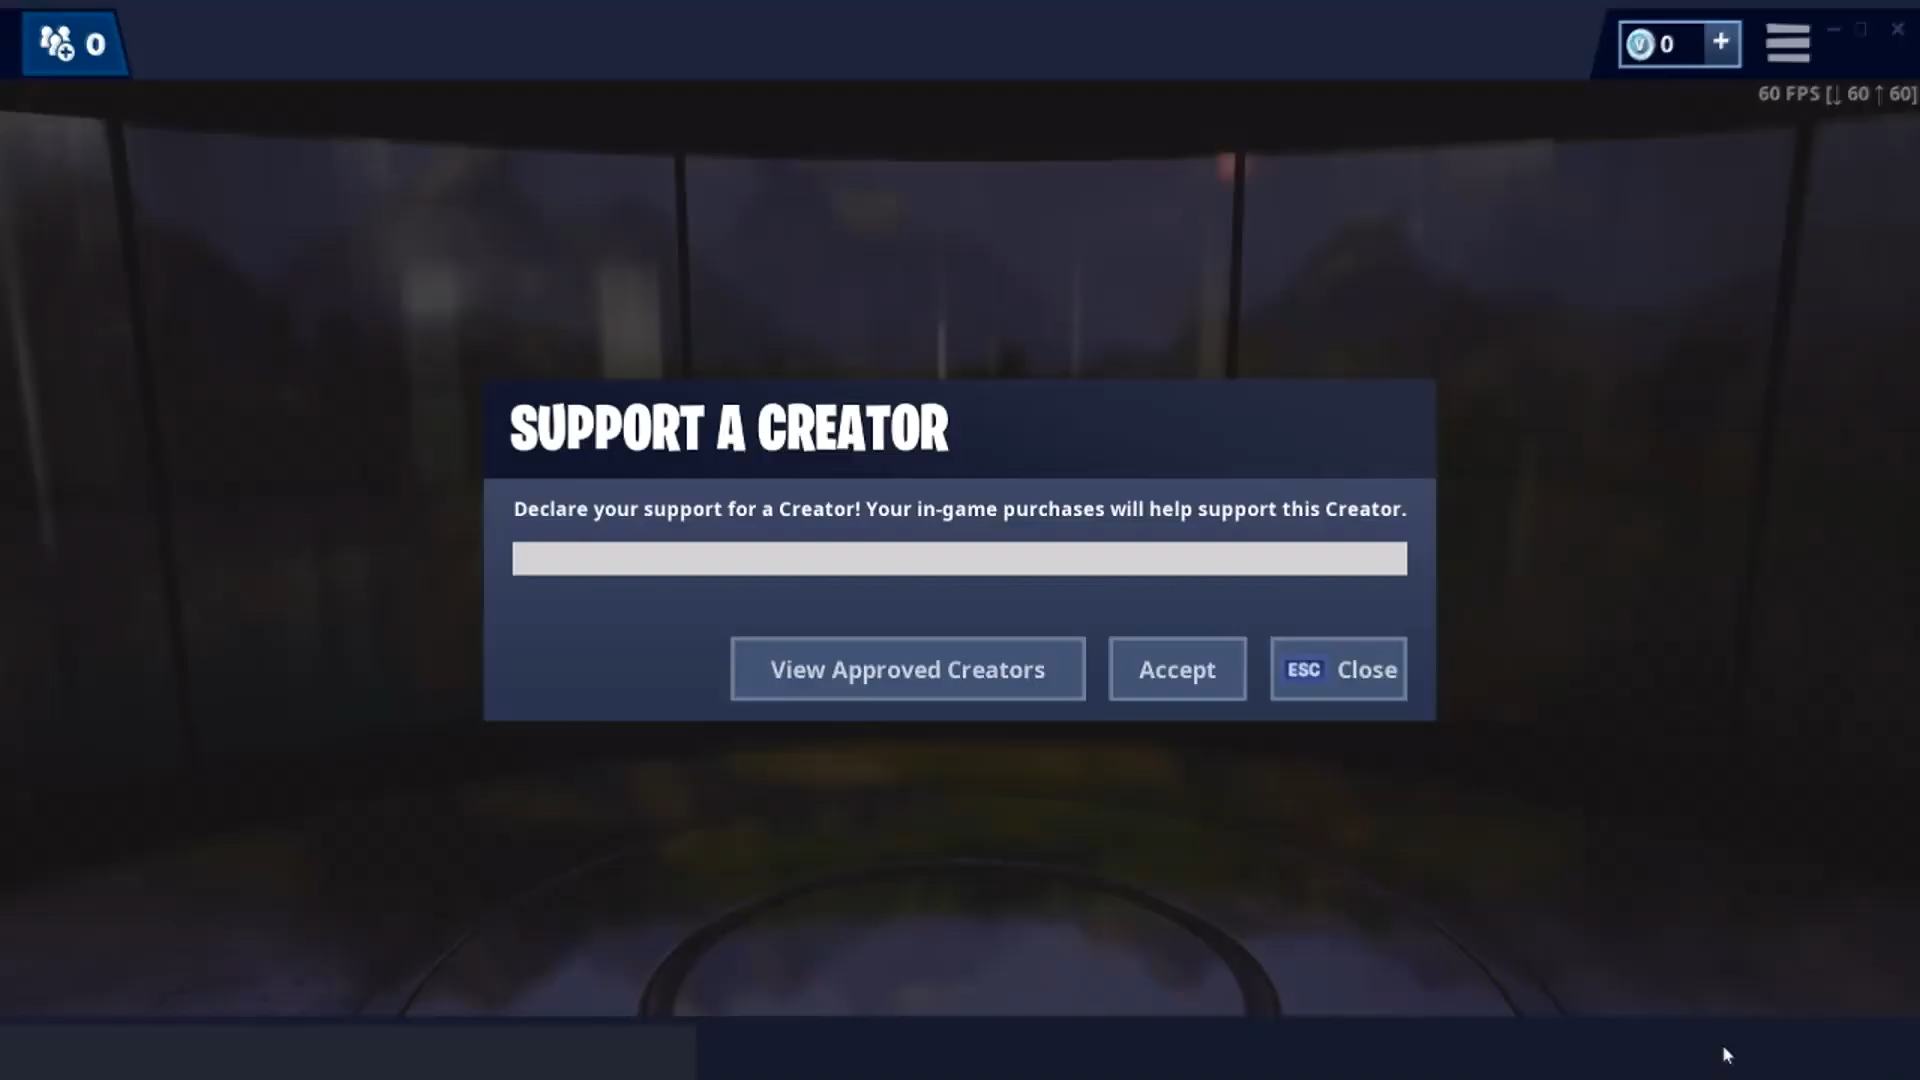 0
0 +
60 FPS [↓ 60 ↑ 60]
SUPPORT A CREATOR
Declare your support for a Creator! Your in-game purchases will help support this Creator.
View Approved Creators
Accept
ESC Close